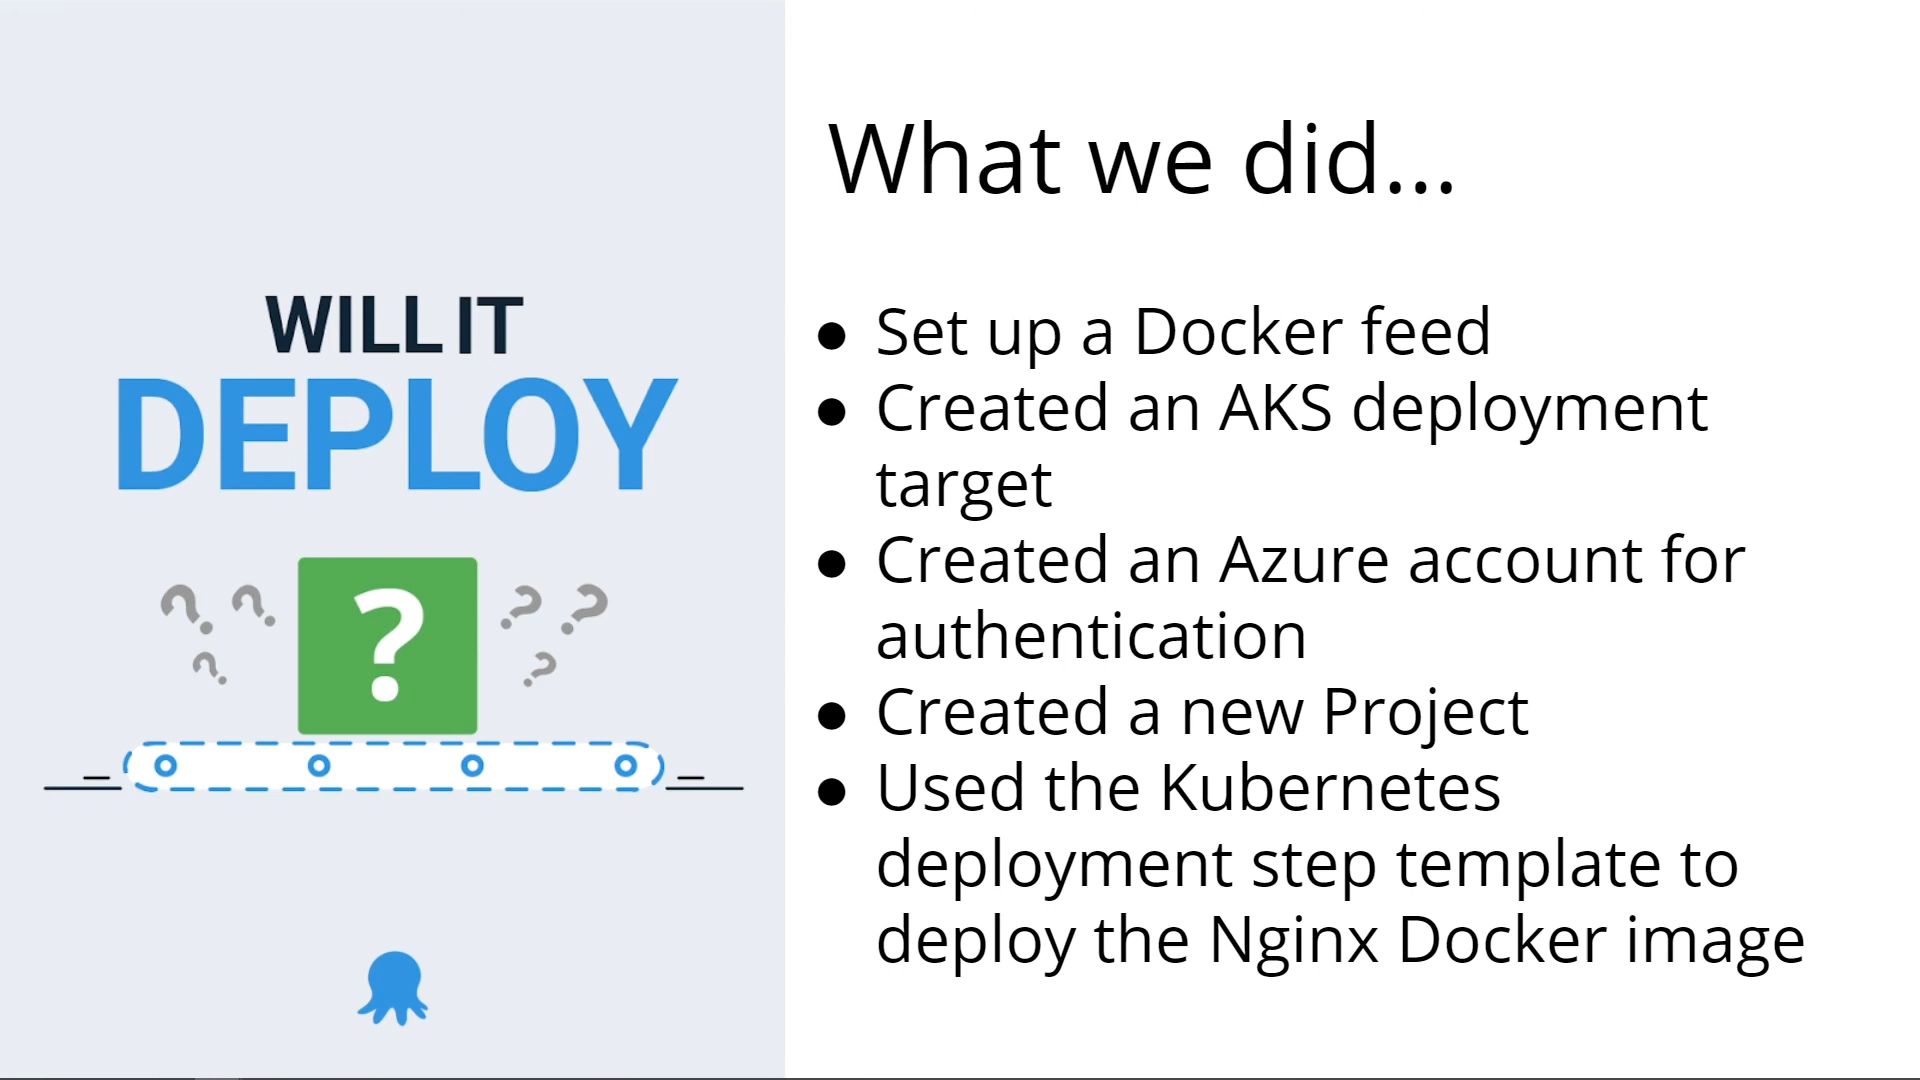 WILL IT
DEPLOY
? ? ? ? ?
? ?
What we did...
● Set up a Docker feed
● Created an AKS deployment
target
● Created an Azure account for
authentication
● Created a new Project
● Used the Kubernetes
deployment step template to
deploy the Nginx Docker image